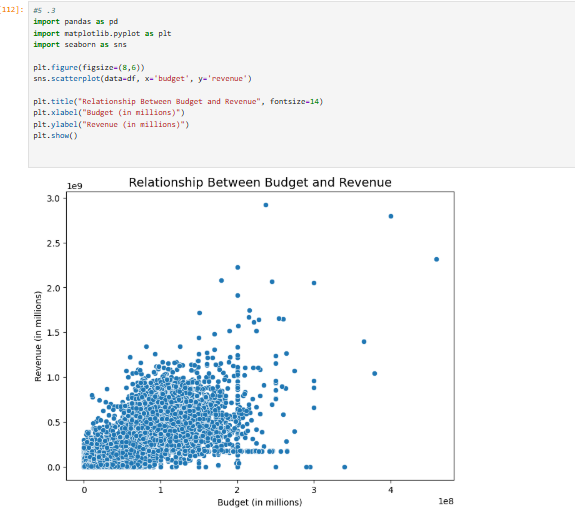 [112]:
#5 .3
import pandas as pd
import matplotlib.pyplot as plt
import seaborn as sns
plt.figure(figsize=(8,6))
sns.scatterplot(data=df, x='budget', y='revenue')
plt.title("Relationship Between Budget and Revenue", fontsize=14)
plt.xlabel("Budget (in millions)")
plt.ylabel("Revenue (in millions)")
plt.show()
Relationship Between Budget and Revenue
1e9
3.0
2.5
2.0
1.5
1.0
0.5
0.0
Revenue (in millions)
0 1 2 3 4
1e8
Budget (in millions)